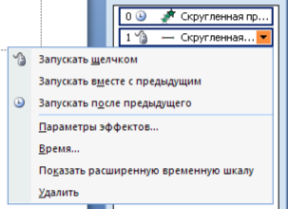 0 Скругленная пр...
1 Скругленная...
Запускать щелчком
Запускать вместе с предыдущим
Запускать после предыдущего
Параметры эффектов...
Время...
Показать расширенную временную шкалу
Удалить